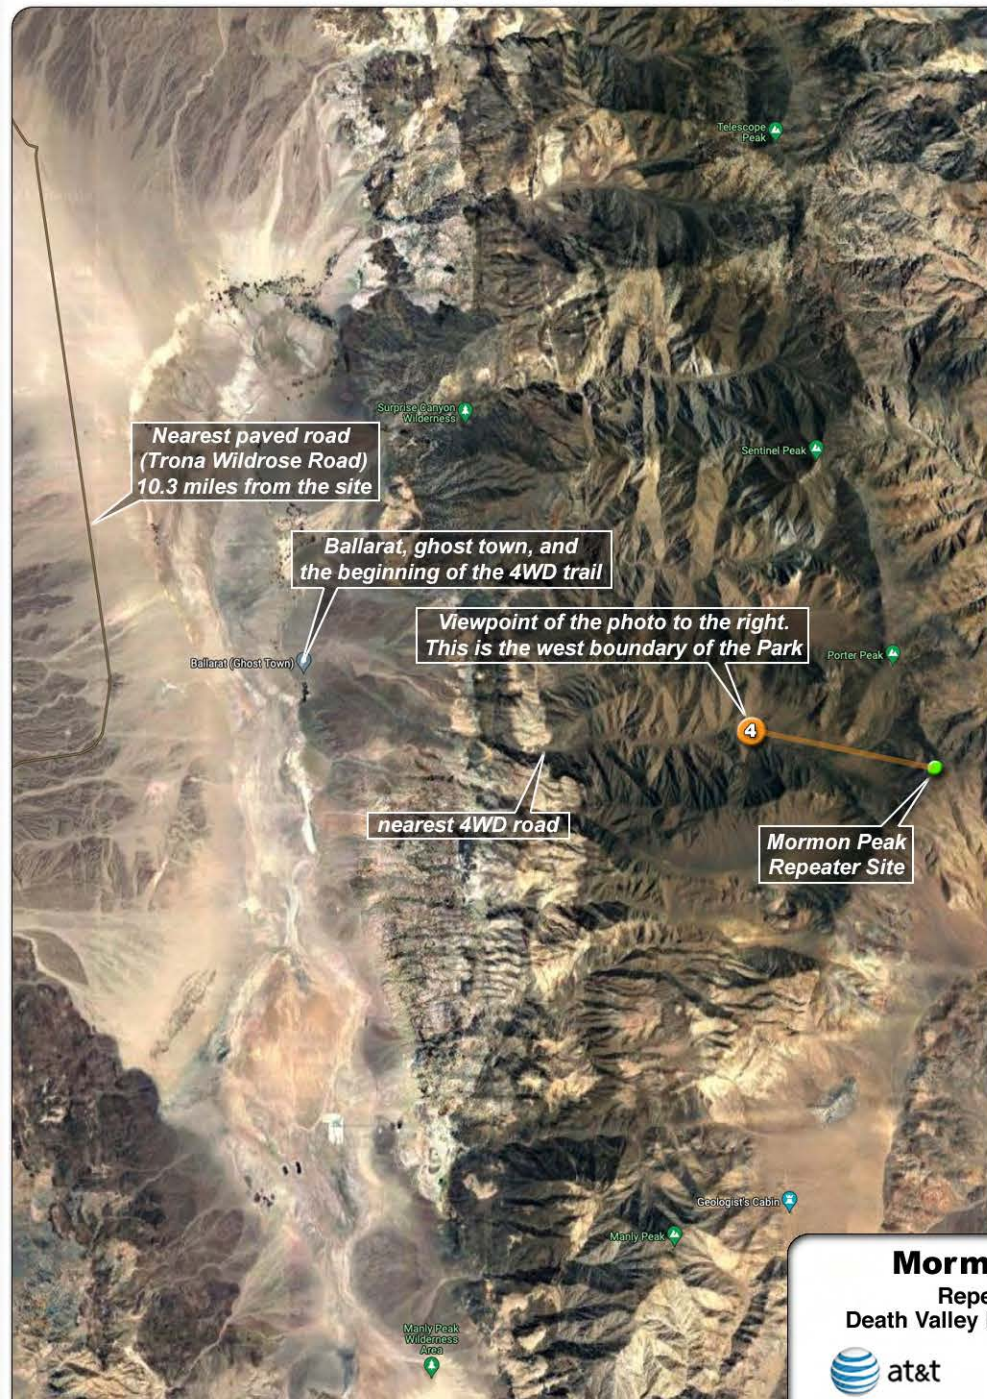 Telescope
Peak
Surprise Canyon
Wilderness
Nearest paved road
(Trona Wildrose Road)
10.3 miles from the site
Sentinel Peak
Ballarat, ghost town, and
the beginning of the 4WD trail
Viewpoint of the photo to the right.
This is the west boundary of the Park
Ballarat (Ghost Town)
Porter Peak
4
nearest 4WD road
Mormon Peak
Repeater Site
Geologist's Cabin
Manly Peak
Morm
Repe
Death Valley
Manly Peak
Wilderness
Area
at&t